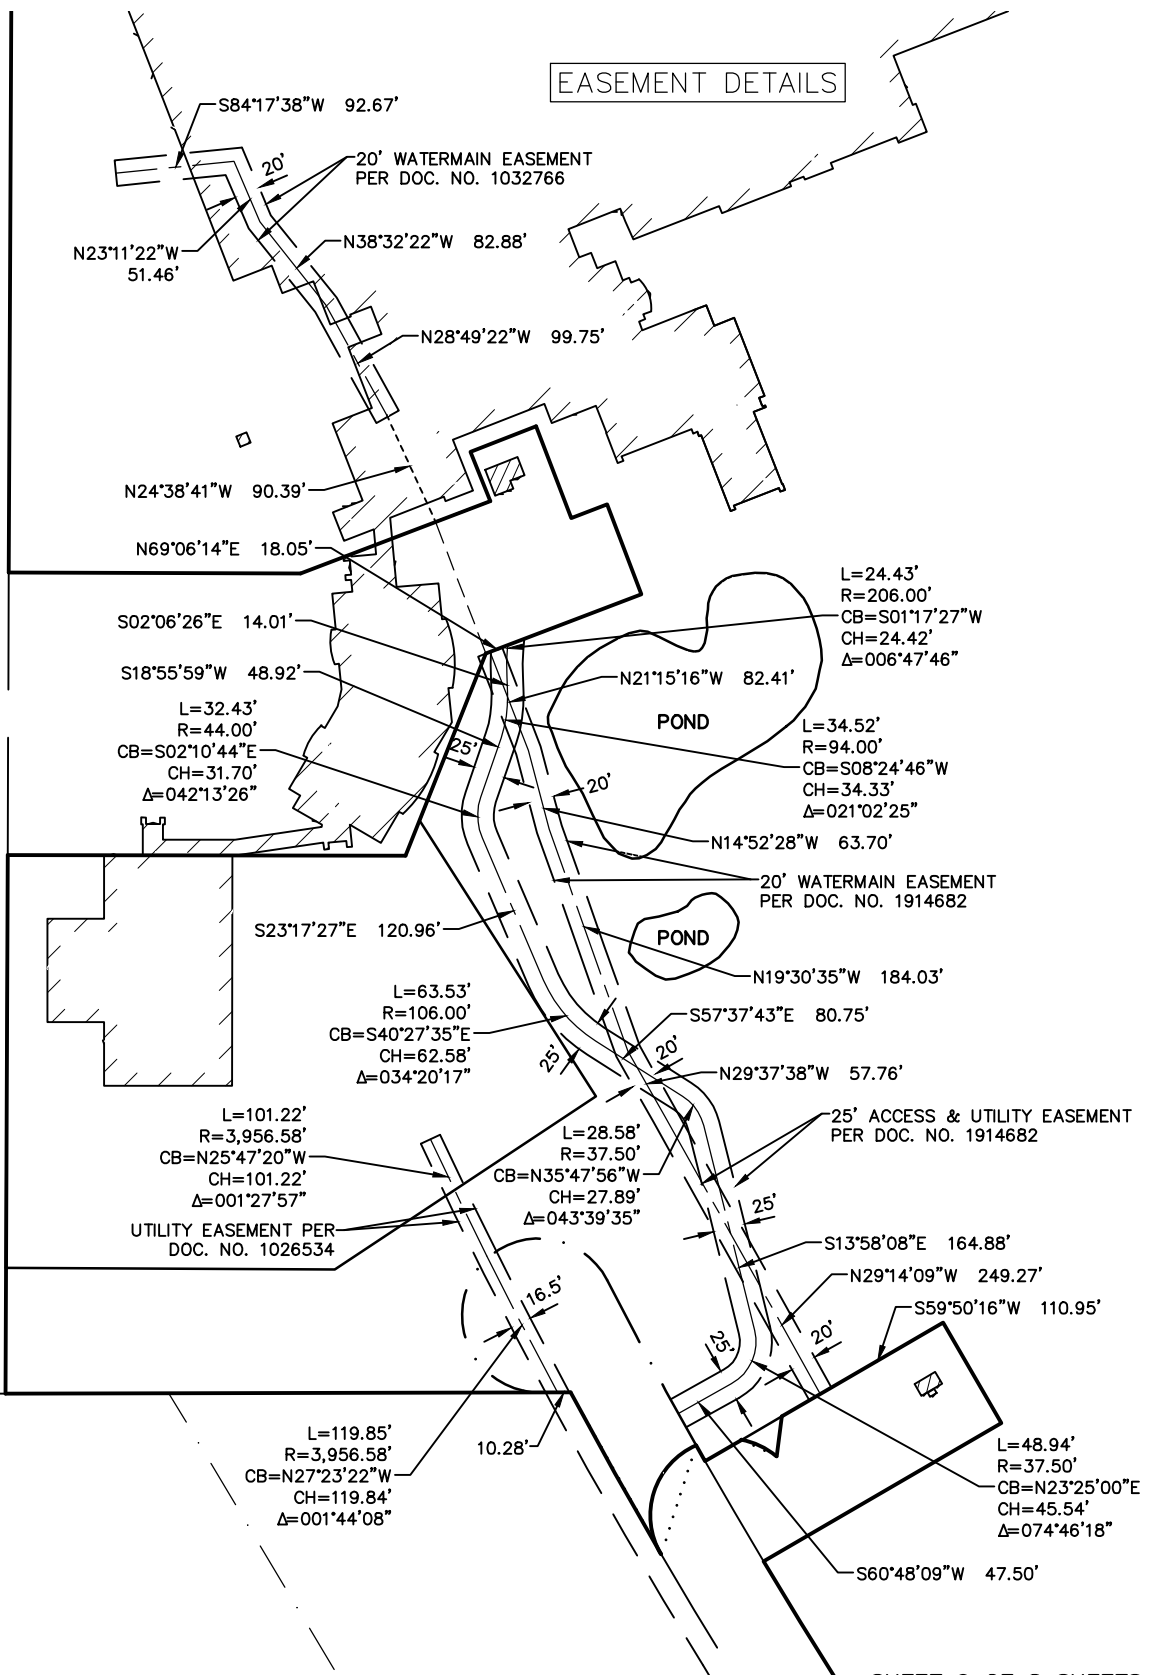 EASEMENT DETAILS
S84°17'38"W 92.67'
20'
20' WATERMAIN EASEMENT
PER DOC. NO. 1032766
N23°11'22"W
51.46'
N38°32'22"W 82.88'
N28°49'22"W 99.75'
N24°38'41"W 90.39'
N69°06'14"E 18.05'
S02°06'26"E 14.01'
S18°55'59"W 48.92'
L=32.43'
R=44.00'
CB=S02°10'44"E
CH=31.70'
Δ=042°13'26"
25'
L=24.43'
R=206.00'
CB=S01°17'27"W
CH=24.42'
Δ=006°47'46"
N21°15'16"W 82.41'
POND
L=34.52'
R=94.00'
CB=S08°24'46"W
CH=34.33'
Δ=021°02'25"
20'
N14°52'28"W 63.70'
20' WATERMAIN EASEMENT
PER DOC. NO. 1914682
S23°17'27"E 120.96'
POND
N19°30'35"W 184.03'
L=63.53'
R=106.00'
CB=S40°27'35"E
CH=62.58'
Δ=034°20'17"
25'
S57°37'43"E 80.75'
20'
N29°37'38"W 57.76'
25' ACCESS & UTILITY EASEMENT
PER DOC. NO. 1914682
L=101.22'
R=3,956.58'
CB=N25°47'20"W
CH=101.22'
Δ=001°27'57"
L=28.58'
R=37.50'
CB=N35°47'56"W
CH=27.89'
Δ=043°39'35"
UTILITY EASEMENT PER
DOC. NO. 1026534
25'
S13°58'08"E 164.88'
N29°14'09"W 249.27'
S59°50'16"W 110.95'
16.5'
25'
20'
L=119.85'
R=3,956.58'
CB=N27°23'22"W
CH=119.84'
Δ=001°44'08"
10.28'
L=48.94'
R=37.50'
CB=N23°25'00"E
CH=45.54'
Δ=074°46'18"
S60°48'09"W 47.50'